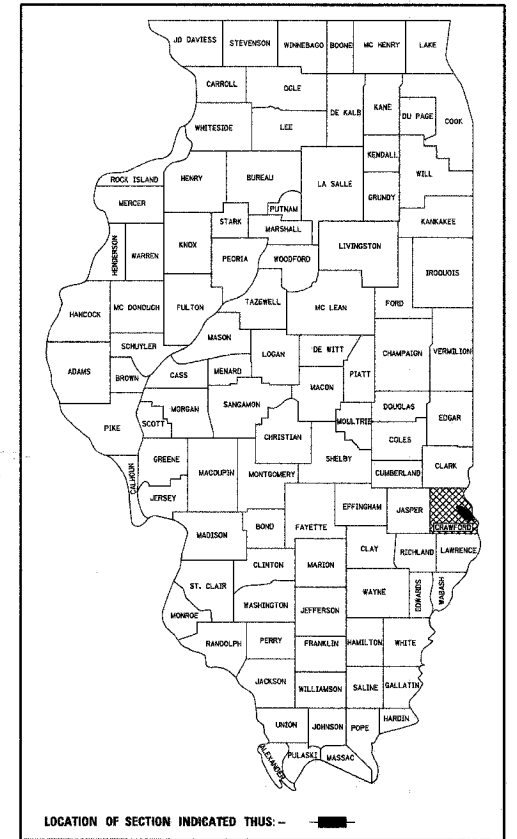 JO DAVIESS
STEVENSON
WINNEBAGO
BOONE
MC HENRY
LAKE
CARROLL
OGLE
DE KALB
KANE
DU PAGE
COOK
WHITESIDE
LEE
KENDALL
WILL
ROCK ISLAND
HENRY
BUREAU
LA SALLE
GRUNDY
MERCER
PUTNAM
KANKAKEE
STARK
MARSHALL
HENDERSON
WARREN
KNOX
PEORIA
WOODFORD
LIVINGSTON
IROQUOIS
HANCOCK
MC DONOUGH
FULTON
TAZEWELL
MC LEAN
FORD
MASON
SCHUYLER
LOGAN
DE WITT
CHAMPAIGN
VERMILION
ADAMS
BROWN
CASS
MENARD
PIATT
MACON
MORGAN
SANGAMON
DOUGLAS
EDGAR
PIKE
SCOTT
CHRISTIAN
MOULTRIE
COLES
GREENE
MACOUPIN
MONTGOMERY
SHELBY
CUMBERLAND
CLARK
CALHOUN
JERSEY
EFFINGHAM
JASPER
CRAWFORD
MADISON
BOND
FAYETTE
CLAY
RICHLAND
LAWRENCE
CLINTON
MARION
ST. CLAIR
WAYNE
EDWARDS
WABASH
MONROE
WASHINGTON
JEFFERSON
RANDOLPH
PERRY
FRANKLIN
HAMILTON
WHITE
JACKSON
WILLIAMSON
SALINE
GALLATIN
UNION
JOHNSON
POPE
HARDIN
ALEXANDER
PULASKI
MASSAC
LOCATION OF SECTION INDICATED THUS:-